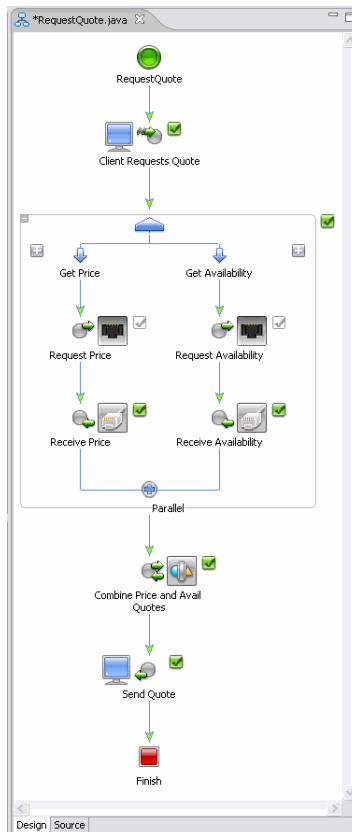 *RequestQuote.java
RequestQuote
Client Requests Quote
Get Price
Get Availability
Request Price
Request Availability
Receive Price
Receive Availability
Parallel
Combine Price and Avail
Quotes
Send Quote
Finish
Design
Source